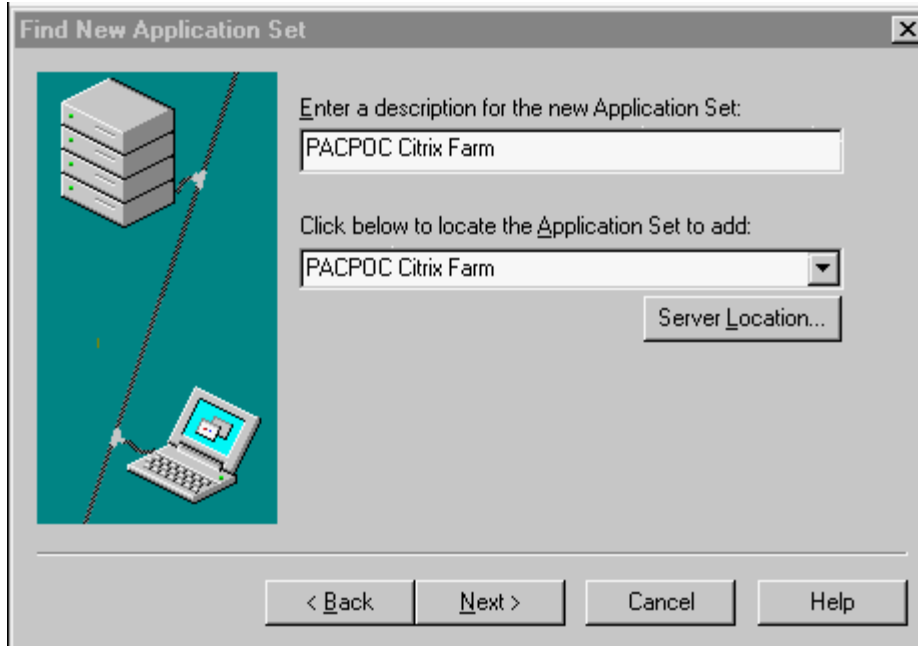 Find New Application Set
Enter a description for the new Application Set:
PACPOC Citrix Farm
Click below to locate the Application Set to add:
PACPOC Citrix Farm
Server Location...
< Back
Next >
Cancel
Help